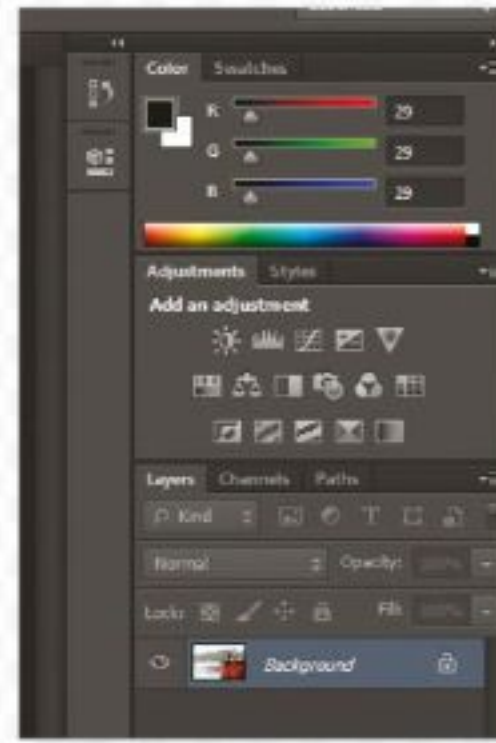 Color Swatches
R 29
G 29
B 29
Adjustments Styles
Add an adjustment
Layers Channels Paths
Kind
Normal Opacity:
Lock: Fill:
Background